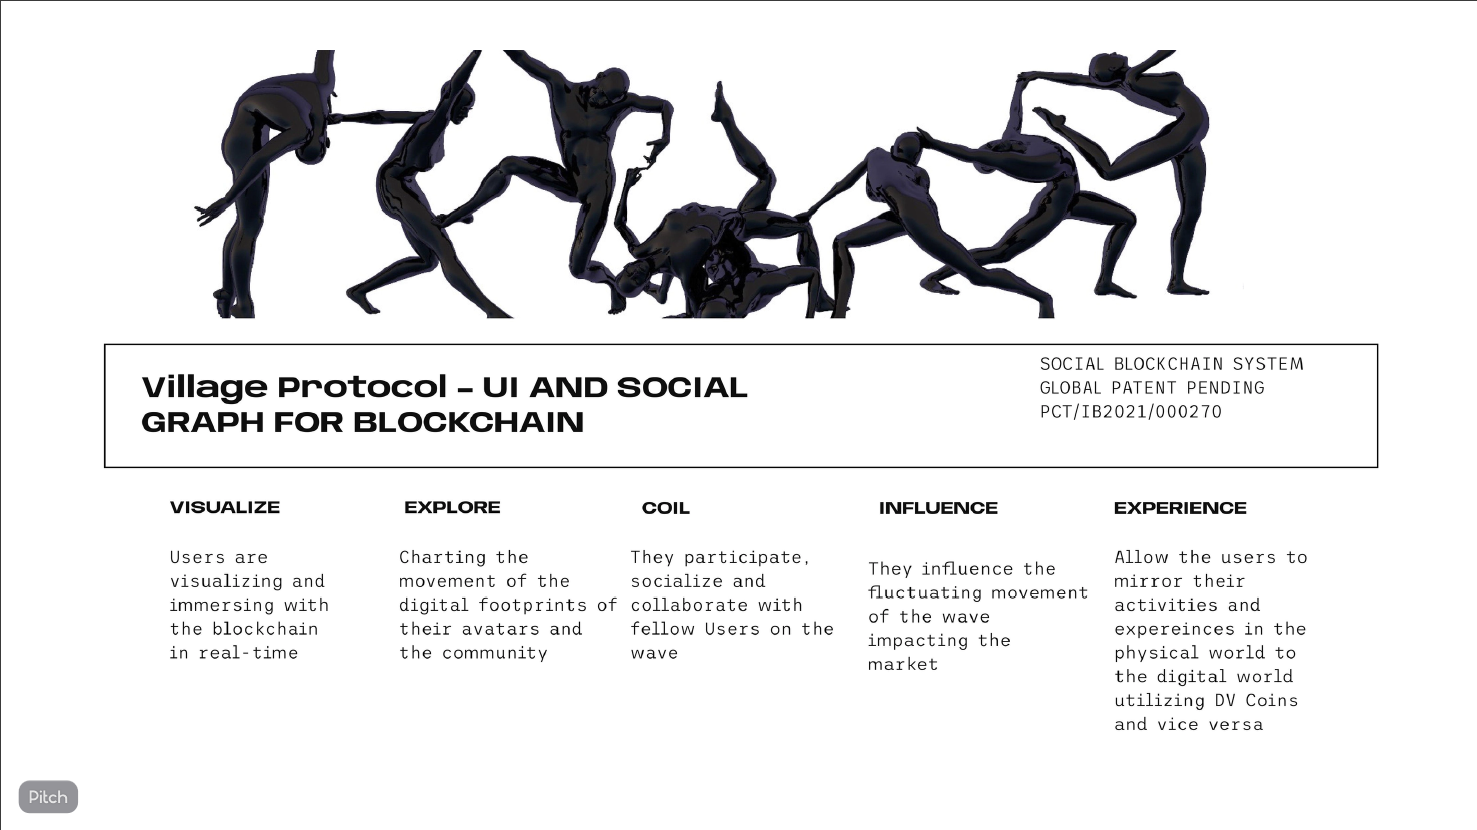 Village Protocol – UI AND SOCIAL
GRAPH FOR BLOCKCHAIN
SOCIAL BLOCKCHAIN SYSTEM
GLOBAL PATENT PENDING
PCT/IB2021/000270
VISUALIZE
Users are
visualizing and
immersing with
the blockchain
in real-time
EXPLORE
Charting the
movement of the
digital footprints of
their avatars and
the community
COIL
They participate,
socialize and
collaborate with
fellow Users on the
wave
INFLUENCE
They influence the
fluctuating movement
of the wave
impacting the
market
EXPERIENCE
Allow the users to
mirror their
activities and
expereinces in the
physical world to
the digital world
utilizing DV Coins
and vice versa
Pitch